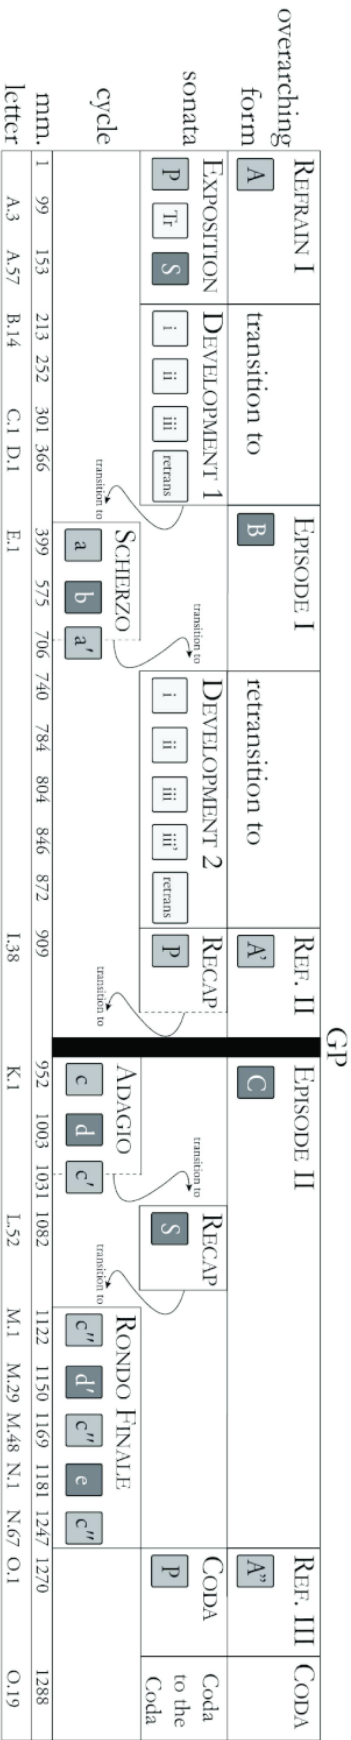 GP
overarching form
REFRAIN I
transition to
EPISODE I
retransition to
REF. II
EPISODE II
REF. III
CODA
A
B
A'
C
A"
sonata
EXPOSITION
DEVELOPMENT 1
DEVELOPMENT 2
RECAP
RECAP
CODA
Coda to the Coda
P Tr S
i ii iii retrans
i ii iii iii' retrans
P
S
P
transition to
transition to
transition to
transition to
transition to
cycle
SCHERZO
ADAGIO
RONDO FINALE
a b a'
c d c'
c" d' c" e c"
mm. 1 99 153 213 252 301 366 399 575 706 740 784 804 846 872 909 952 1003 1031 1082 1122 1150 1169 1181 1247 1270 1288
letter A.3 A.57 B.14 C.1 D.1 E.1 I.38 K.1 L.52 M.1 M.29 M.48 N.1 N.67 O.1 O.19